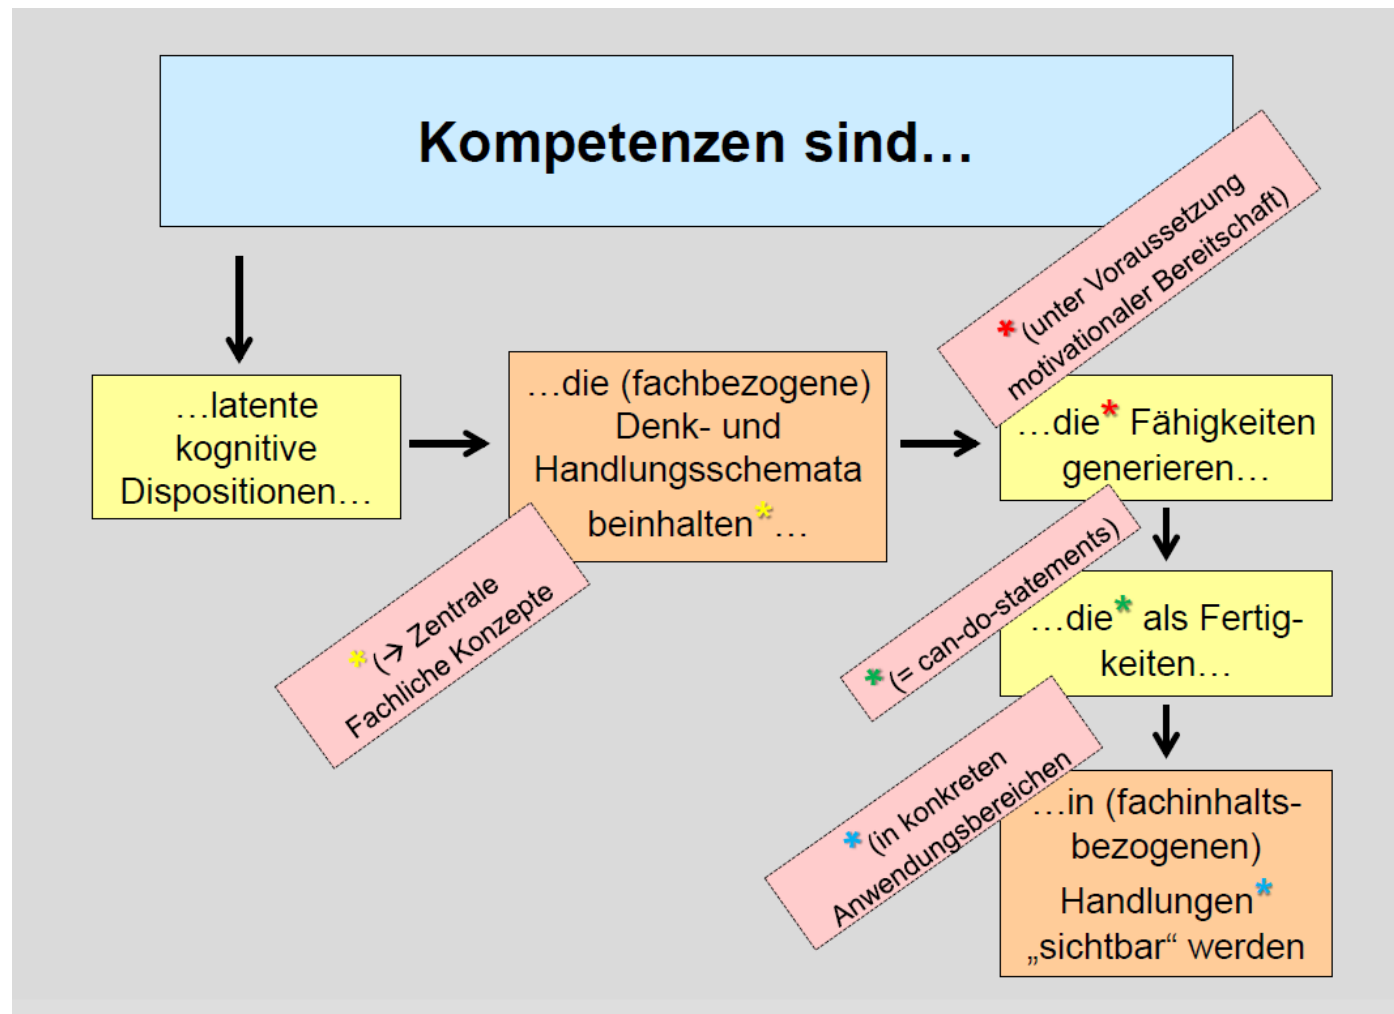 Kompetenzen sind…
* (unter Voraussetzung
motivationaler Bereitschaft)
…latente
kognitive
Dispositionen…
…die (fachbezogene)
Denk- und
Handlungsschemata
beinhalten*…
* (→ Zentrale
Fachliche Konzepte
…die* Fähigkeiten
generieren…
* (= can-do-statements)
…die* als Fertig-
keiten…
* (in konkreten
Anwendungsbereichen
…in (fachinhalts-
bezogenen)
Handlungen*
„sichtbar“ werden